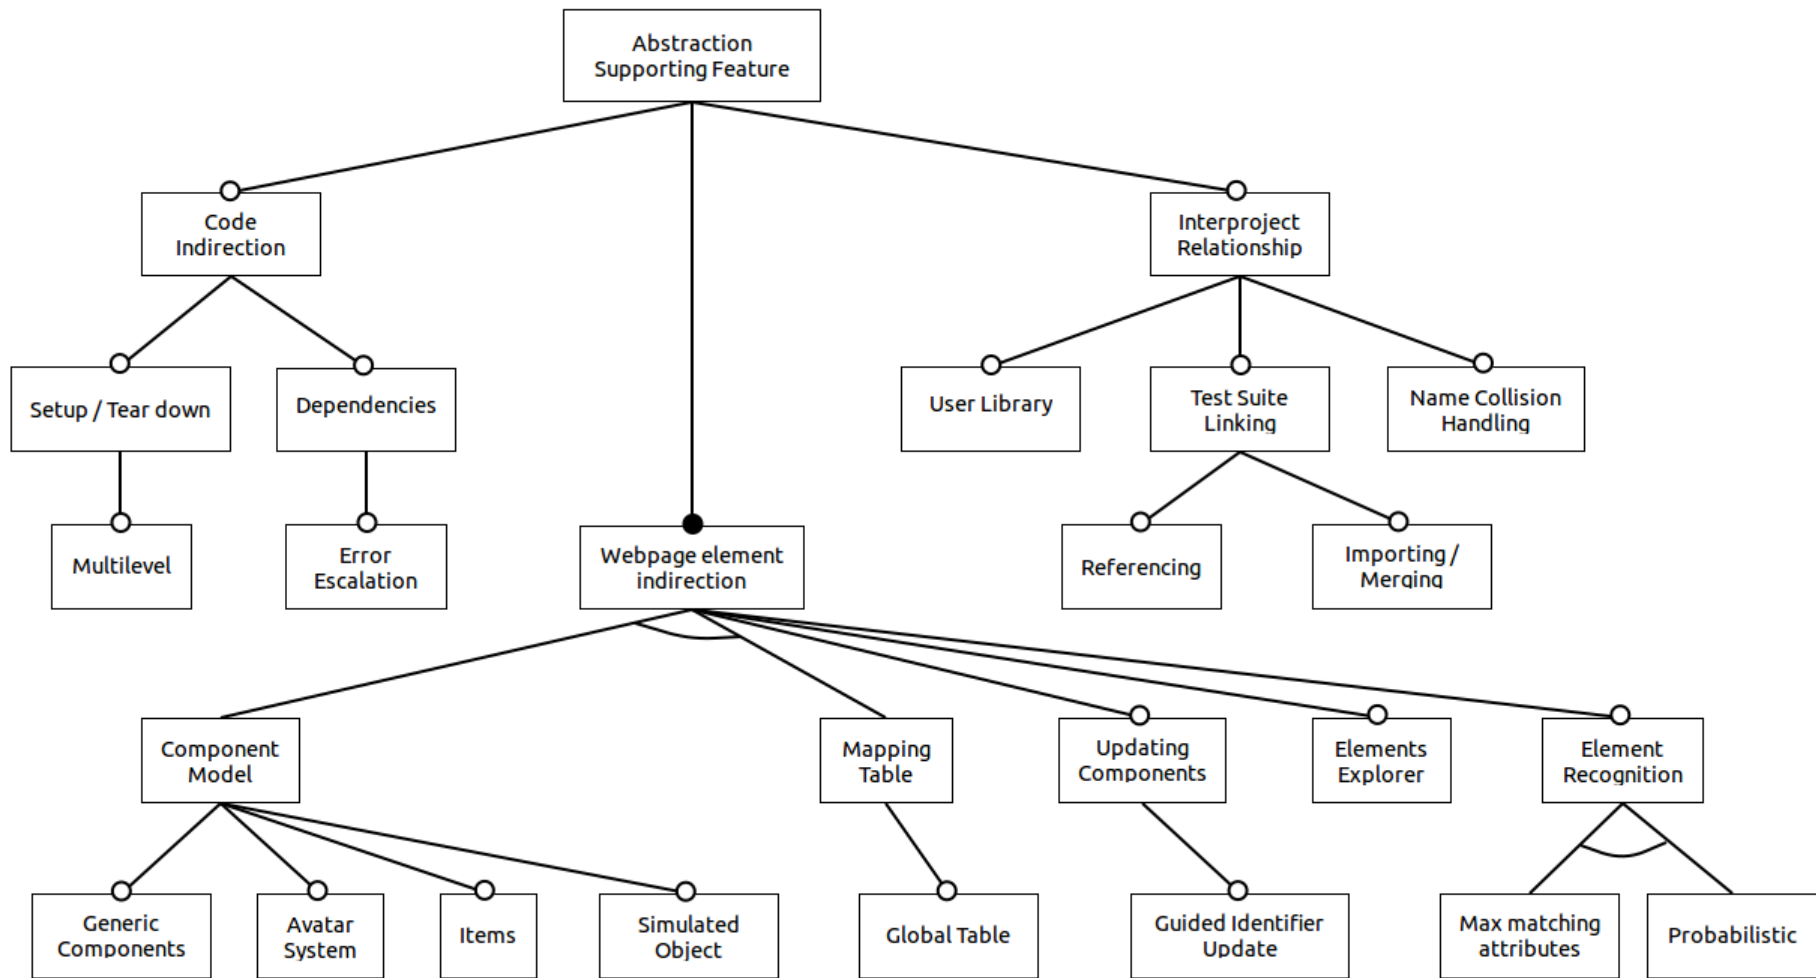 Abstraction
Supporting Feature
Code
Indirection
Interproject
Relationship
Setup / Tear down
Dependencies
User Library
Test Suite
Linking
Name Collision
Handling
Multilevel
Error
Escalation
Webpage element
indirection
Referencing
Importing /
Merging
Component
Model
Mapping
Table
Updating
Components
Elements
Explorer
Element
Recognition
Generic
Components
Avatar
System
Items
Simulated
Object
Global Table
Guided Identifier
Update
Max matching
attributes
Probabilistic